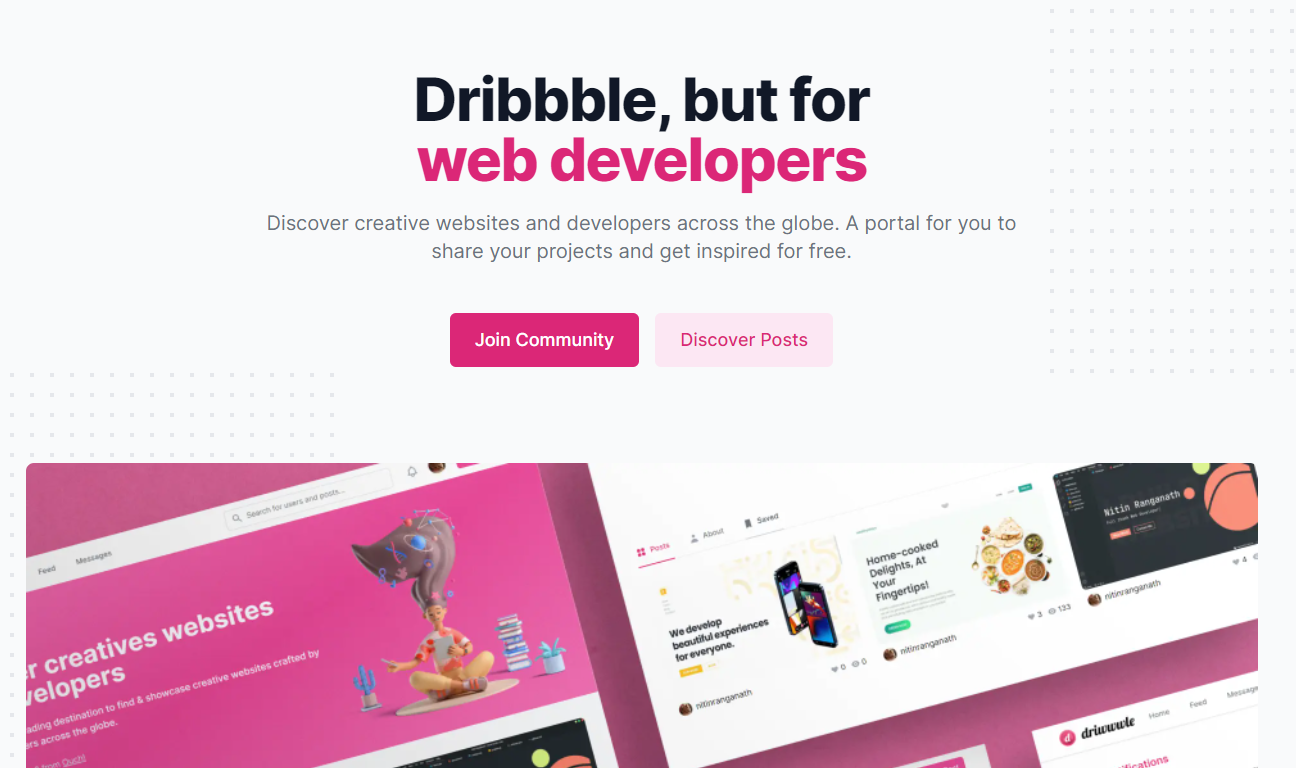 Dribbble, but for
web developers
Discover creative websites and developers across the globe. A portal for you to
share your projects and get inspired for free.
Join Community
Discover Posts
Search for users and posts...
Feed
Messages
er creatives websites
velopers
ading destination to find & showcase creative websites crafted by
ers across the globe.
Posts
About
Saved
We develop
beautiful experiences
for everyone.
0
0
nitinranganath
Home-cooked
Delights, At
Your
Fingertips!
3
133
nitinranganath
Nitin Ranganath
4
nitinranganath
driwwwle
Home
Feed
Message
ifications